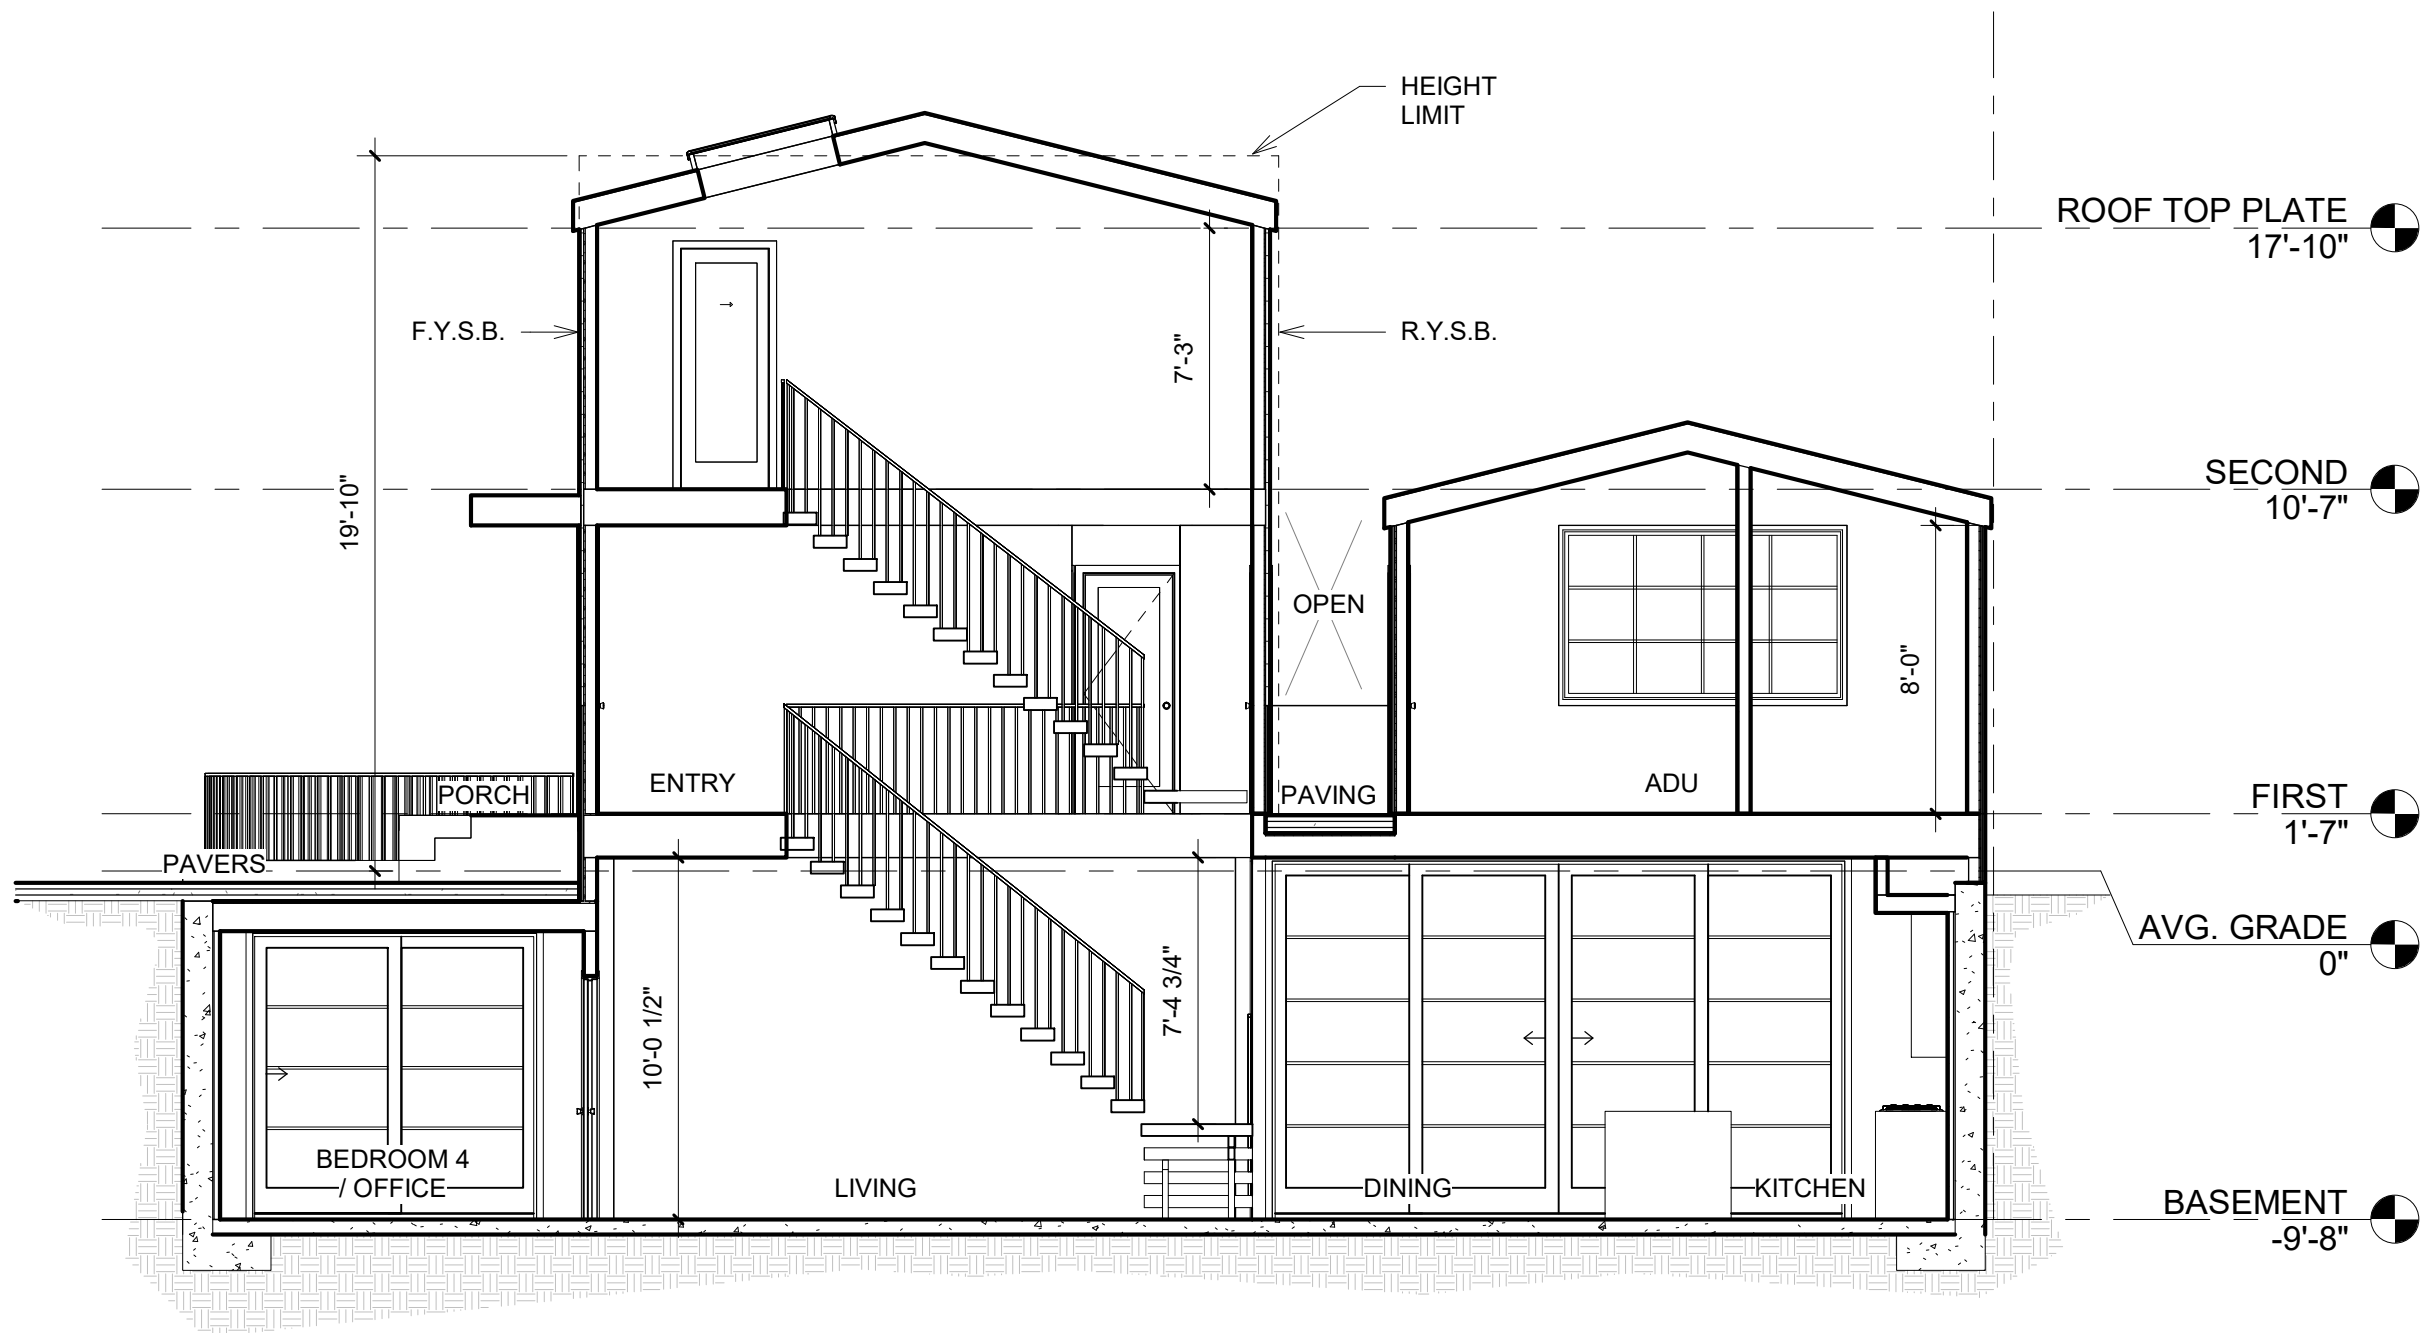 HEIGHT
LIMIT
ROOF TOP PLATE
17'-10"
F.Y.S.B.
R.Y.S.B.
7'-3"
SECOND
10'-7"
19'-10"
OPEN
8'-0"
ENTRY
PORCH
PAVING
ADU
FIRST
1'-7"
PAVERS
AVG. GRADE
0"
10'-0 1/2"
7'-4 3/4"
BEDROOM 4
/ OFFICE
LIVING
DINING
KITCHEN
BASEMENT
-9'-8"